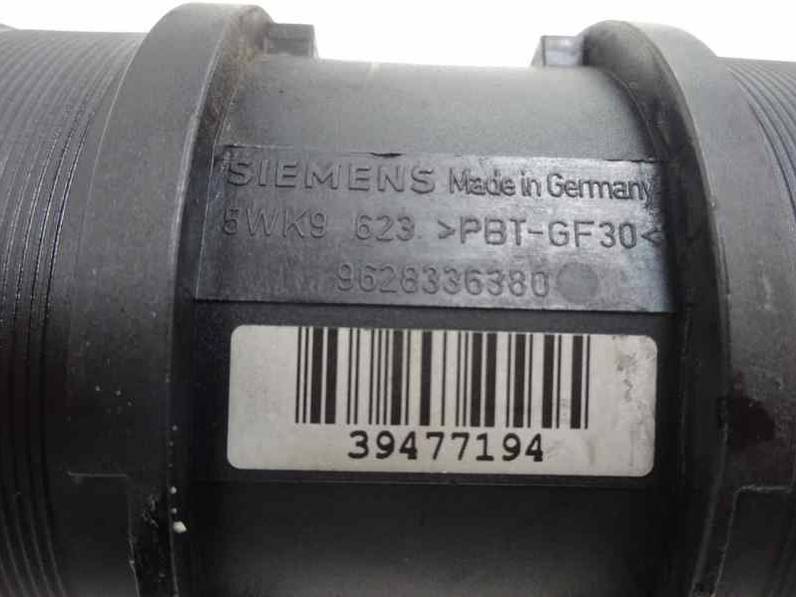 SIEMENS Made in Germany
5WK9 623 >PBT-GF30<
9628336380
39477194